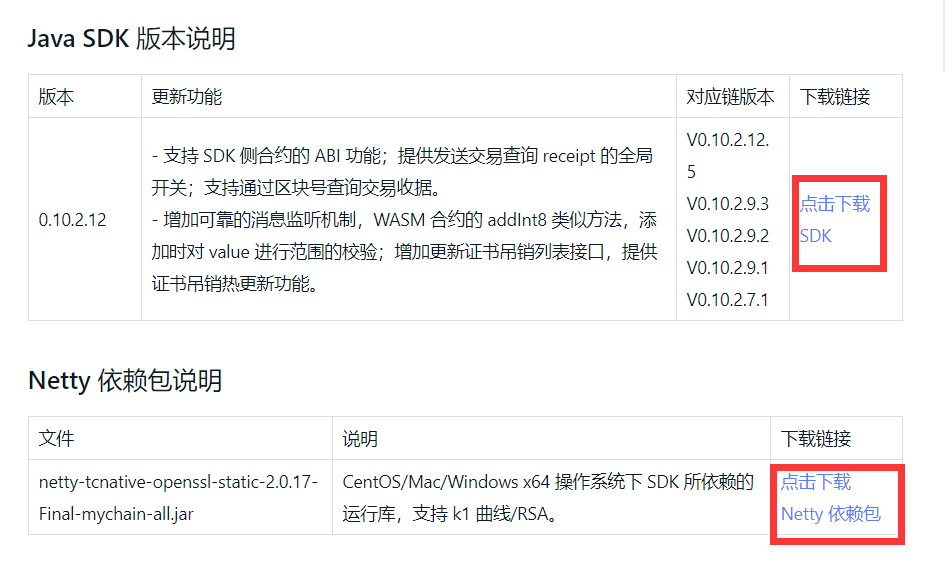 Java SDK 版本说明
版本 更新功能 对应链版本 下载链接
0.10.2.12
- 支持 SDK 侧合约的 ABI 功能；提供发送交易查询 receipt 的全局
开关；支持通过区块号查询交易收据。
- 增加可靠的消息监听机制，WASM 合约的 addInt8 类似方法，添
加时对 value 进行范围的校验；增加更新证书吊销列表接口，提供
证书吊销热更新功能。
V0.10.2.12.
5
V0.10.2.9.3
V0.10.2.9.2
V0.10.2.9.1
V0.10.2.7.1
点击下载
SDK
Netty 依赖包说明
文件 说明 下载链接
netty-tcnative-openssl-static-2.0.17-
Final-mychain-all.jar
CentOS/Mac/Windows x64 操作系统下 SDK 所依赖的
运行库，支持 k1 曲线/RSA。
点击下载
Netty 依赖包